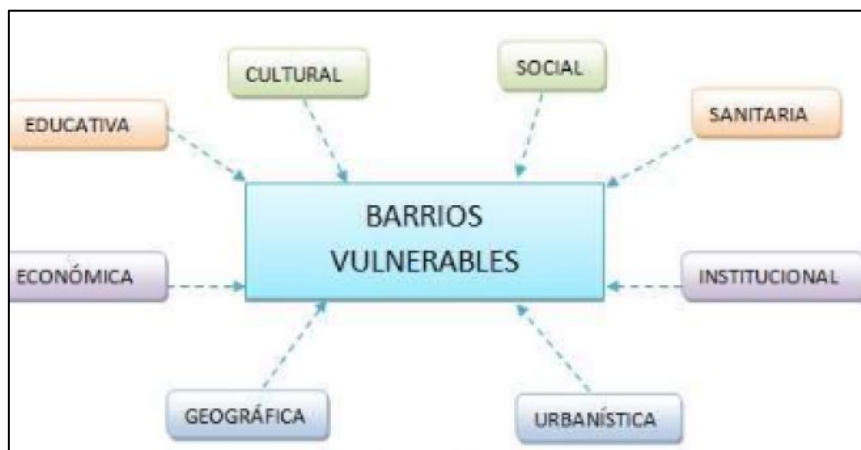 CULTURAL
SOCIAL
EDUCATIVA
SANITARIA
BARRIOS
VULNERABLES
ECONÓMICA
INSTITUCIONAL
GEOGRÁFICA
URBANÍSTICA